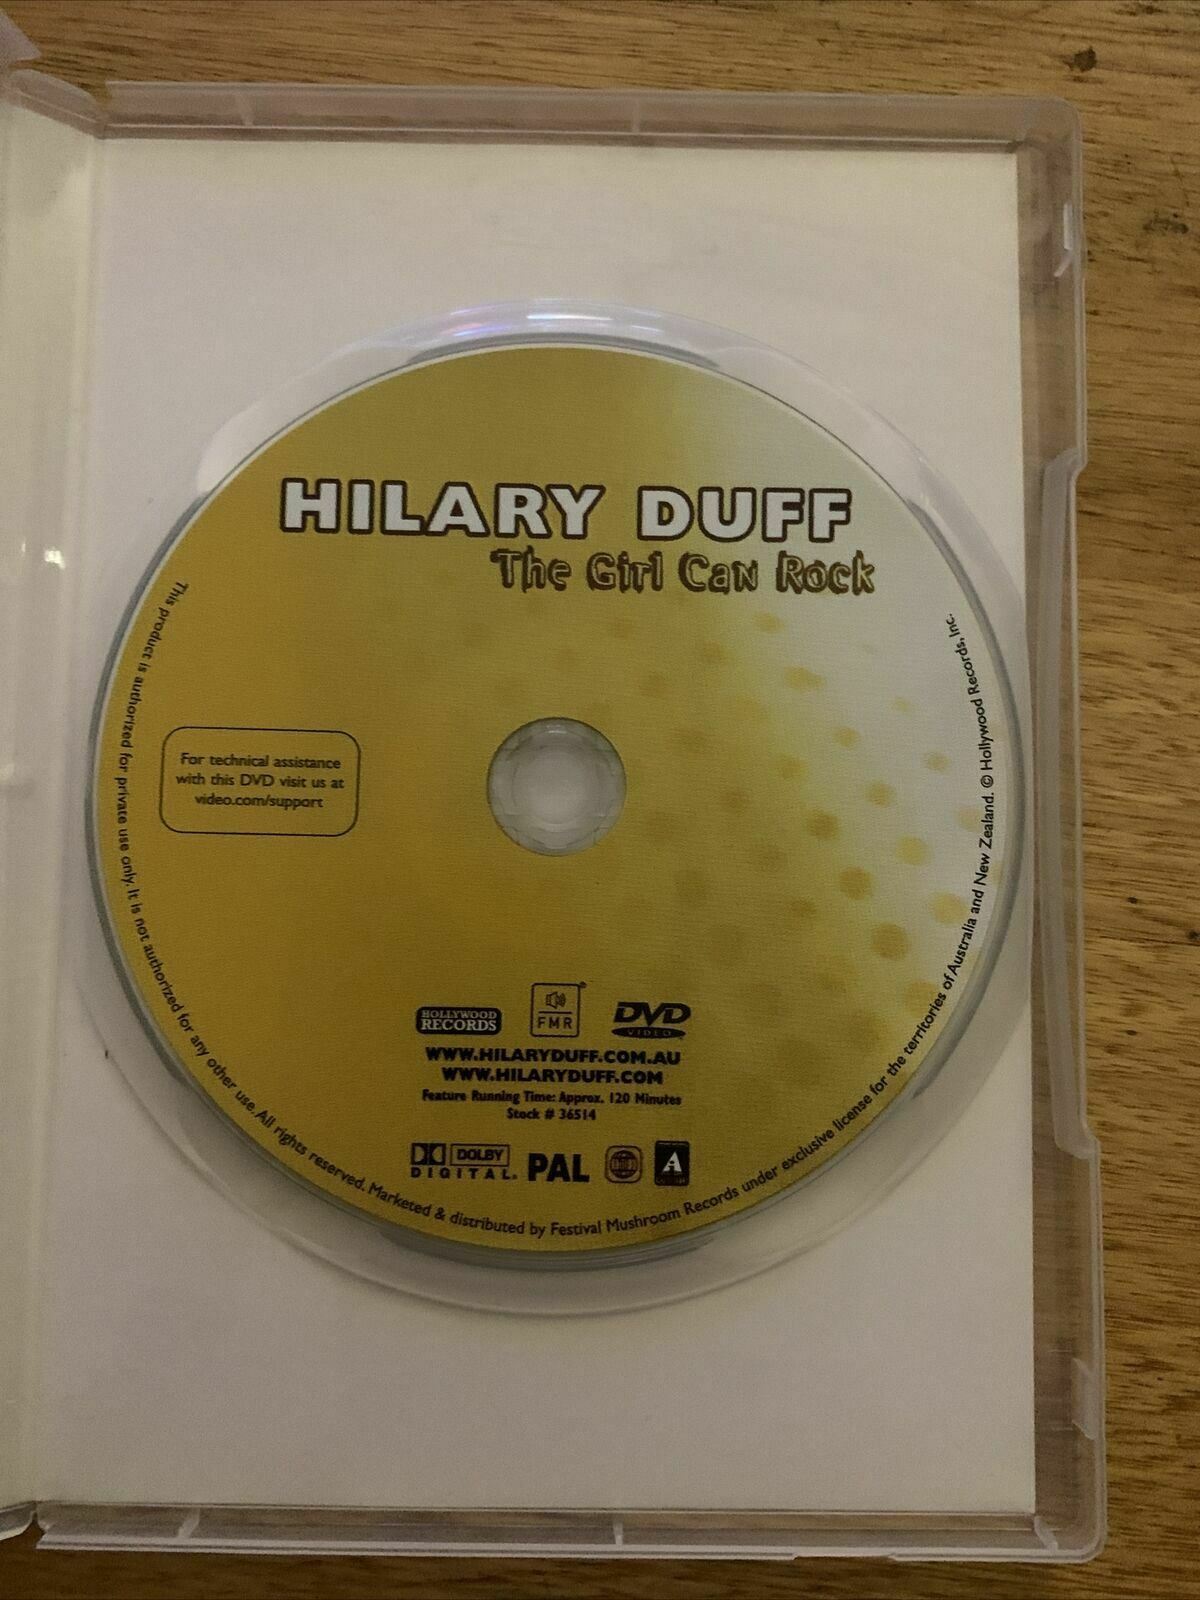 HILARY DUFF
The Girl Can Rock
For technical assistance
with this DVD visit us at
video.com/support
HOLLYWOOD
RECORDS
FMR
DVD
VIDEO
WWW.HILARYDUFF.COM.AU
WWW.HILARYDUFF.COM
Feature Running Time: Approx. 120 Minutes
Stock # 36514
DOLBY
DIGITAL
PAL
This product is authorized for private use only. It is not authorized for any other use. All rights reserved. Marketed & distributed by Festival Mushroom Records under exclusive license for the territories of Australia and New Zealand. © Hollywood Records, Inc.